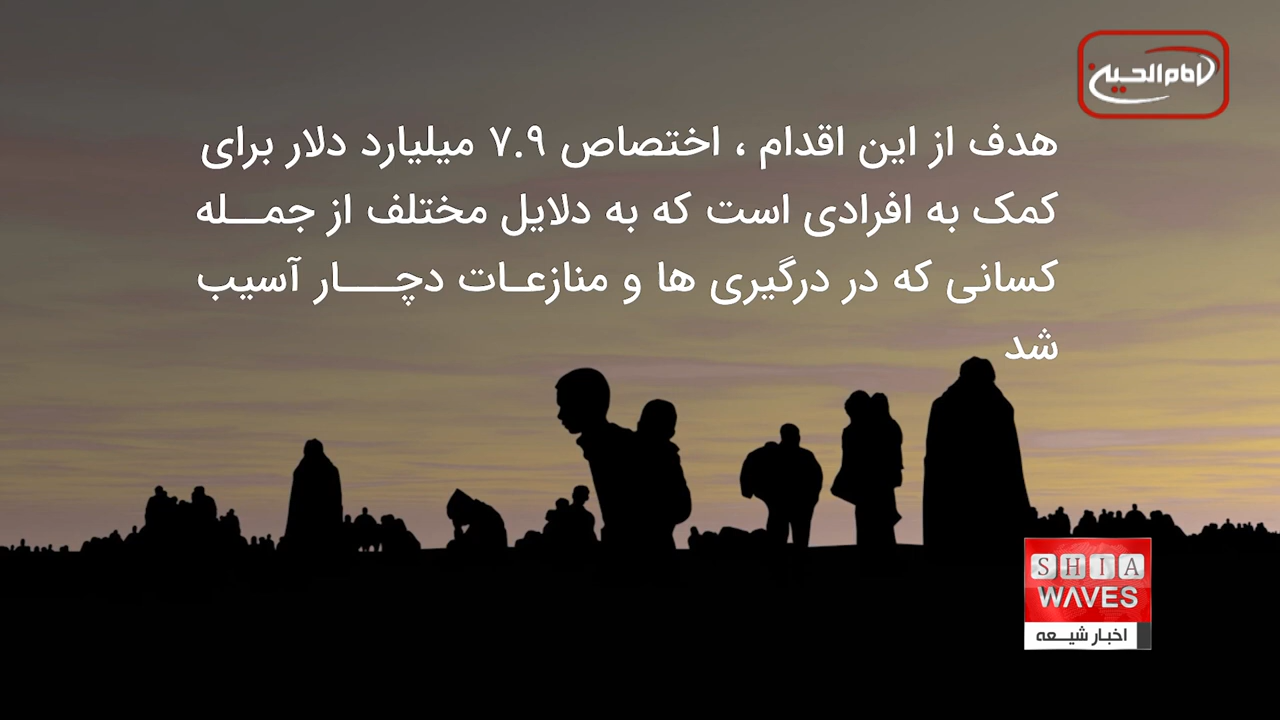 امام الحسین
هدف از این اقدام ، اختصاص ۷.۹ میلیارد دلار برای
کمک به افرادی است که به دلایل مختلف از جمـــله
کسانی که در درگیری ها و منازعـات دچــــار آسیب
شد
SHIA
WAVES
اخبار شیــعه